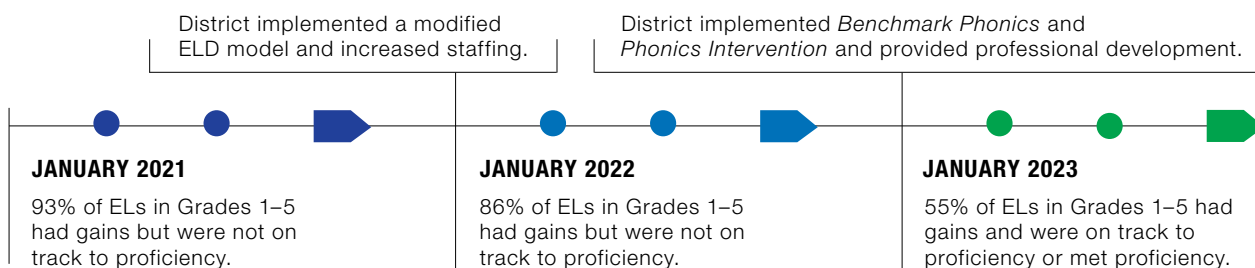 District implemented a modified
ELD model and increased staffing.
District implemented Benchmark Phonics and
Phonics Intervention and provided professional development.
JANUARY 2021
93% of ELs in Grades 1–5
had gains but were not on
track to proficiency.
JANUARY 2022
86% of ELs in Grades 1–5
had gains but were not on
track to proficiency.
JANUARY 2023
55% of ELs in Grades 1–5 had
gains and were on track to
proficiency or met proficiency.